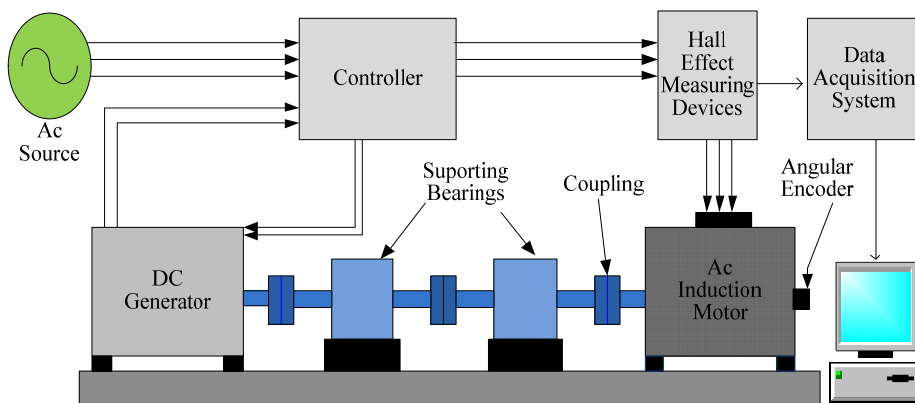 Ac
Source
Controller
Hall
Effect
Measuring
Devices
Data
Acquisition
System
Suporting
Bearings
Coupling
Angular
Encoder
DC
Generator
Ac
Induction
Motor